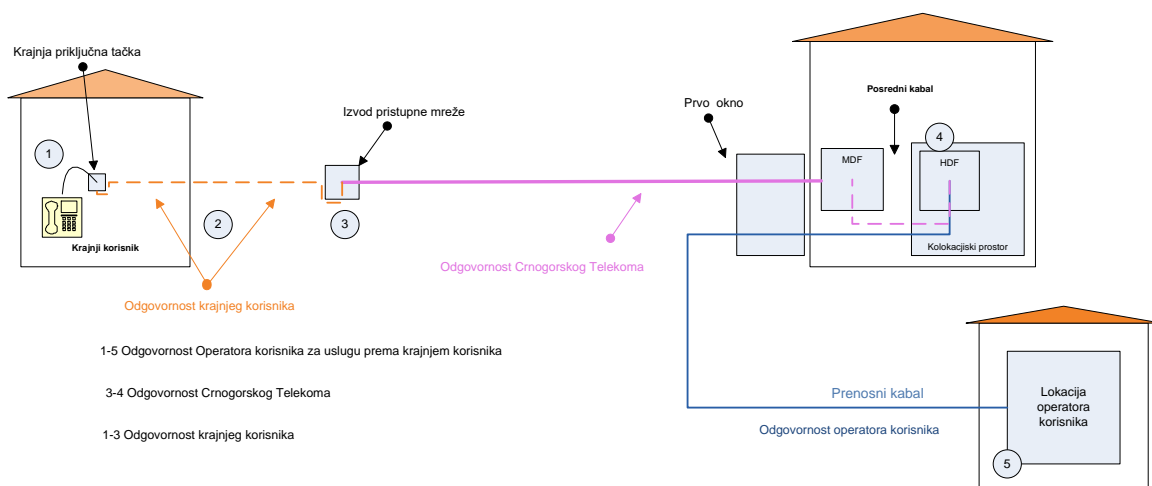 Krajnja priključna tačka
Izvod pristupne mreže
Prvo okno
Posredni kabal
1
4
MDF
HDF
2
3
Krajnji korisnik
Kolokacjiski prostor
Odgovornost Crnogorskog Telekoma
Odgovornost krajnjeg korisnika
1-5 Odgovornost Operatora korisnika za uslugu prema krajnjem korisnika
3-4 Odgovornost Crnogorskog Telekoma
1-3 Odgovornost krajnjeg korisnika
Prenosni kabal
Odgovornost operatora korisnika
Lokacija
operatora
korisnika
5